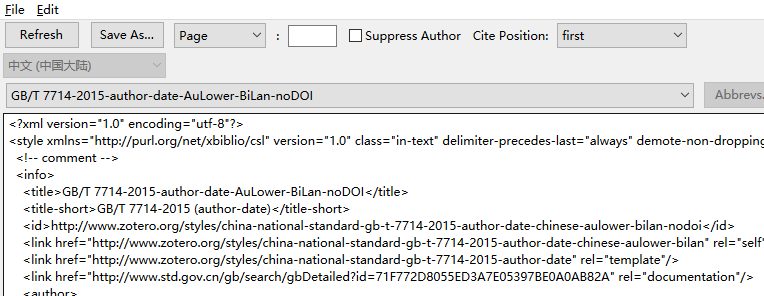 File Edit
Refresh Save As... Page : Suppress Author Cite Position: first
中文 (中国大陆)
GB/T 7714-2015-author-date-AuLower-BiLan-noDOI Abbrevs.
<?xml version="1.0" encoding="utf-8"?>
<style xmlns="http://purl.org/net/xbiblio/csl" version="1.0" class="in-text" delimiter-precedes-last="always" demote-non-dropping
<!-- comment -->
<info>
<title>GB/T 7714-2015-author-date-AuLower-BiLan-noDOI</title>
<title-short>GB/T 7714-2015 (author-date)</title-short>
<id>http://www.zotero.org/styles/china-national-standard-gb-t-7714-2015-author-date-chinese-aulower-bilan-nodoi</id>
<link href="http://www.zotero.org/styles/china-national-standard-gb-t-7714-2015-author-date-chinese-aulower-bilan" rel="self"
<link href="http://www.zotero.org/styles/china-national-standard-gb-t-7714-2015-author-date" rel="template"/>
<link href="http://www.std.gov.cn/gb/search/gbDetailed?id=71F772D8055ED3A7E05397BE0A0AB82A" rel="documentation"/>
<author>